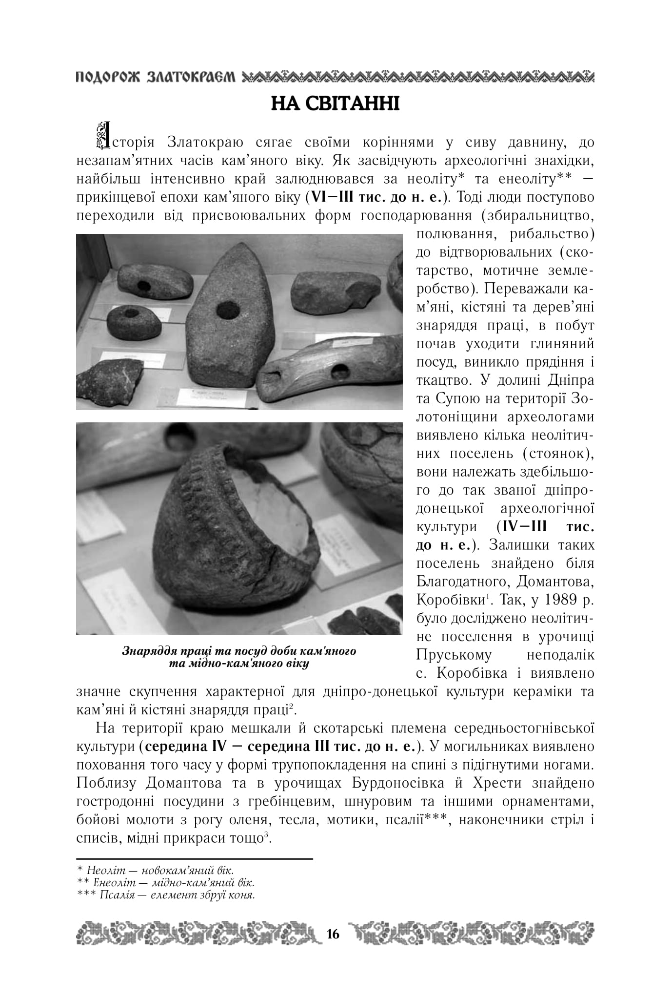 ПОДОРОЖ ЗЛАТОКРАЄМ
НА СВІТАННІ
Історія Златокраю сягає своїми коріннями у сиву давнину, до
незапам’ятних часів кам’яного віку. Як засвідчують археологічні знахідки,
найбільш інтенсивно край залюднювався за неоліту* та енеоліту** —
прикінцевої епохи кам’яного віку (VI—III тис. до н. е.). Тоді люди поступово
переходили від присвоювальних форм господарювання (збиральництво,
полювання, рибальство)
до відтворювальних (ско-
тарство, мотичне земле-
робство). Переважали ка-
м’яні, кістяні та дерев’яні
знаряддя праці, в побут
почав уходити глиняний
посуд, виникло прядіння і
ткацтво. У долині Дніпра
та Супою на території Зо-
лотоніщини археологами
виявлено кілька неолітич-
них поселень (стоянок),
вони належать здебільшо-
го до так званої дніпро-
донецької археологічної
культури (IV—III тис.
до н. е.). Залишки таких
поселень знайдено біля
Благодатного, Домантова,
Коробівки¹. Так, у 1989 р.
було досліджено неолітич-
не поселення в урочищі
Пруському неподалік
с. Коробівка і виявлено
Знаряддя праці та посуд доби кам'яного
та мідно-кам'яного віку
значне скупчення характерної для дніпро-донецької культури кераміки та
кам’яні й кістяні знаряддя праці².
На території краю мешкали й скотарські племена середньостогнівської
культури (середина IV — середина III тис. до н. е.). У могильниках виявлено
поховання того часу у формі трупопокладення на спині з підігнутими ногами.
Поблизу Домантова та в урочищах Бурдоносівка й Хрести знайдено
гостродонні посудини з гребінцевим, шнуровим та іншими орнаментами,
бойові молоти з рогу оленя, тесла, мотики, псалії***, наконечники стріл і
списів, мідні прикраси тощо³.
* Неоліт — новокам’яний вік.
** Енеоліт — мідно-кам’яний вік.
*** Псалія — елемент збруї коня.
16